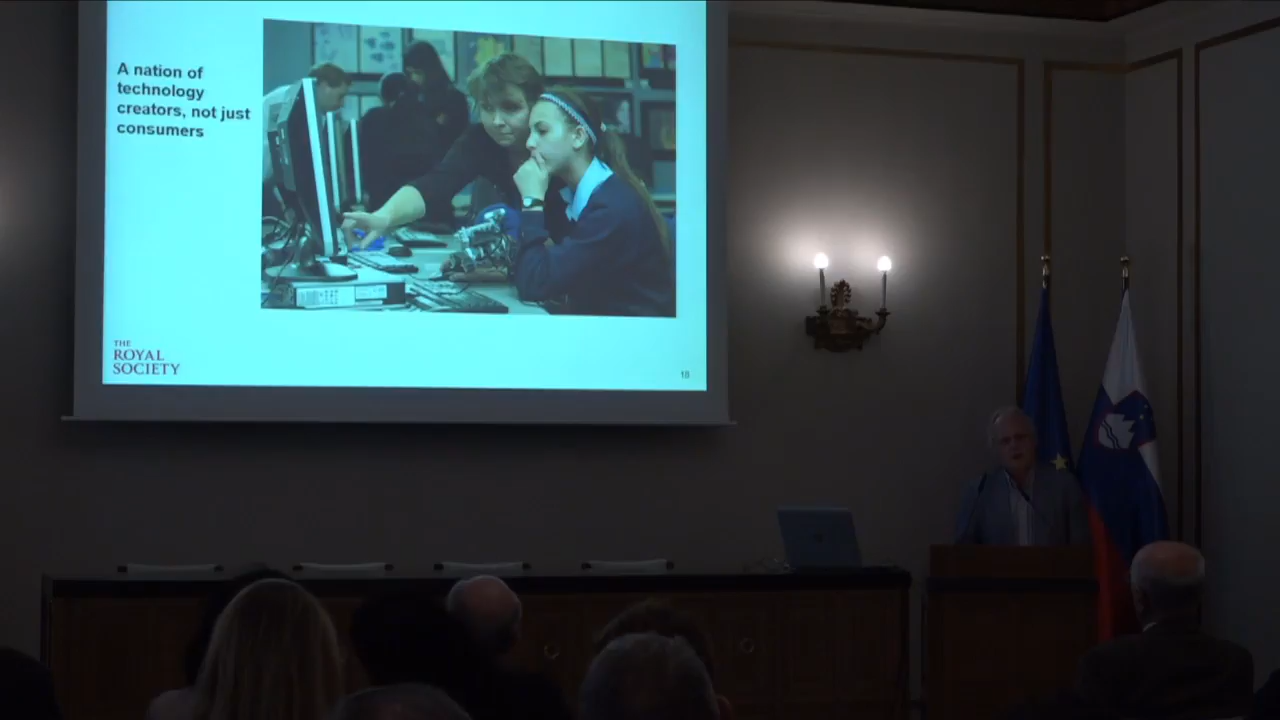 A nation of
technology
creators, not just
consumers
THE
ROYAL
SOCIETY
18